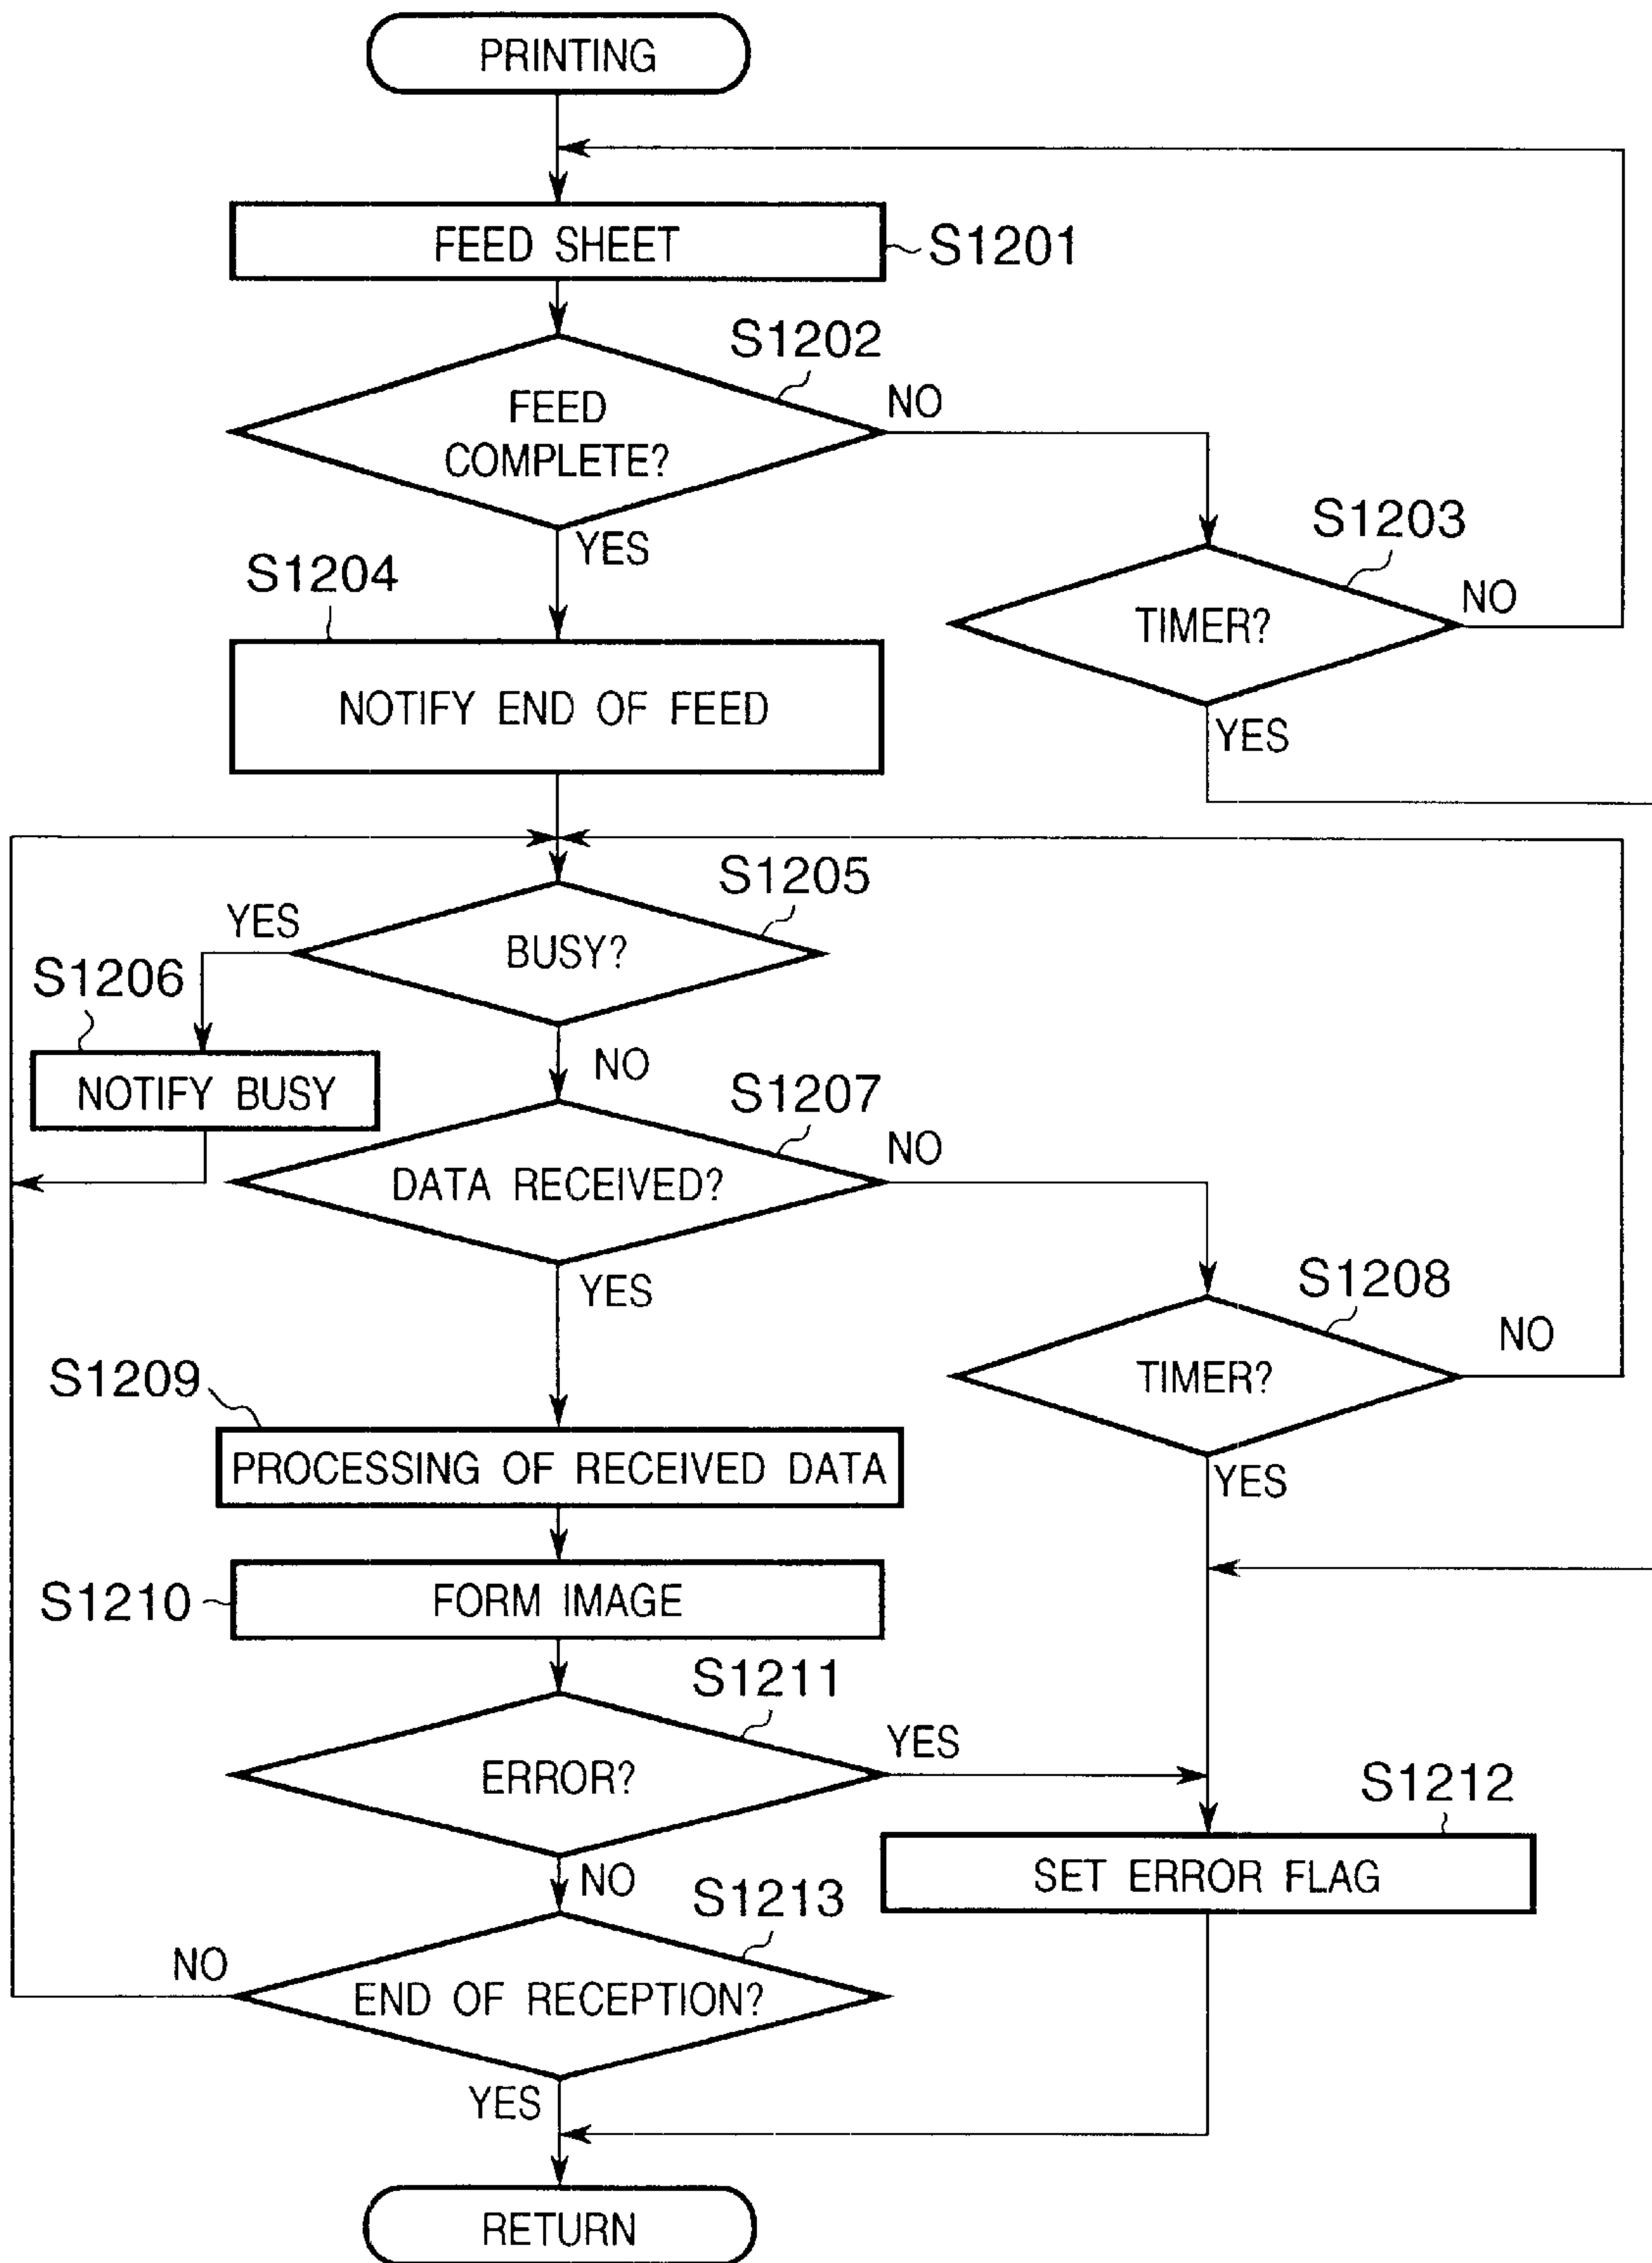 PRINTING
FEED SHEET
S1201
S1202
FEED
COMPLETE?
NO
YES
S1203
TIMER?
NO
YES
S1204
NOTIFY END OF FEED
S1205
YES
BUSY?
S1206
NOTIFY BUSY
NO
S1207
NO
DATA RECEIVED?
YES
S1208
NO
TIMER?
YES
S1209
PROCESSING OF RECEIVED DATA
S1210
FORM IMAGE
S1211
YES
ERROR?
S1212
SET ERROR FLAG
NO
S1213
NO
END OF RECEPTION?
YES
RETURN